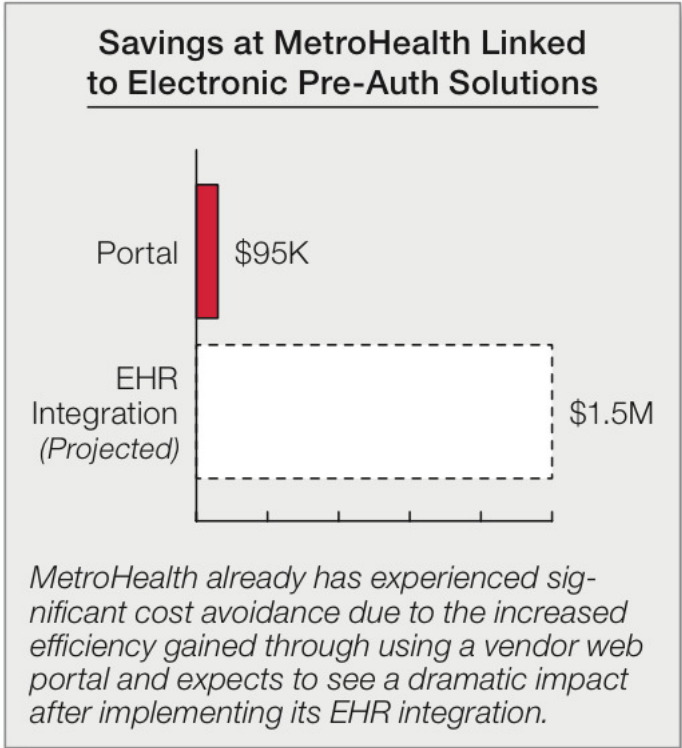 Savings at MetroHealth Linked
to Electronic Pre-Auth Solutions
Portal
$95K
EHR
Integration
(Projected)
$1.5M
MetroHealth already has experienced sig-
nificant cost avoidance due to the increased
efficiency gained through using a vendor web
portal and expects to see a dramatic impact
after implementing its EHR integration.